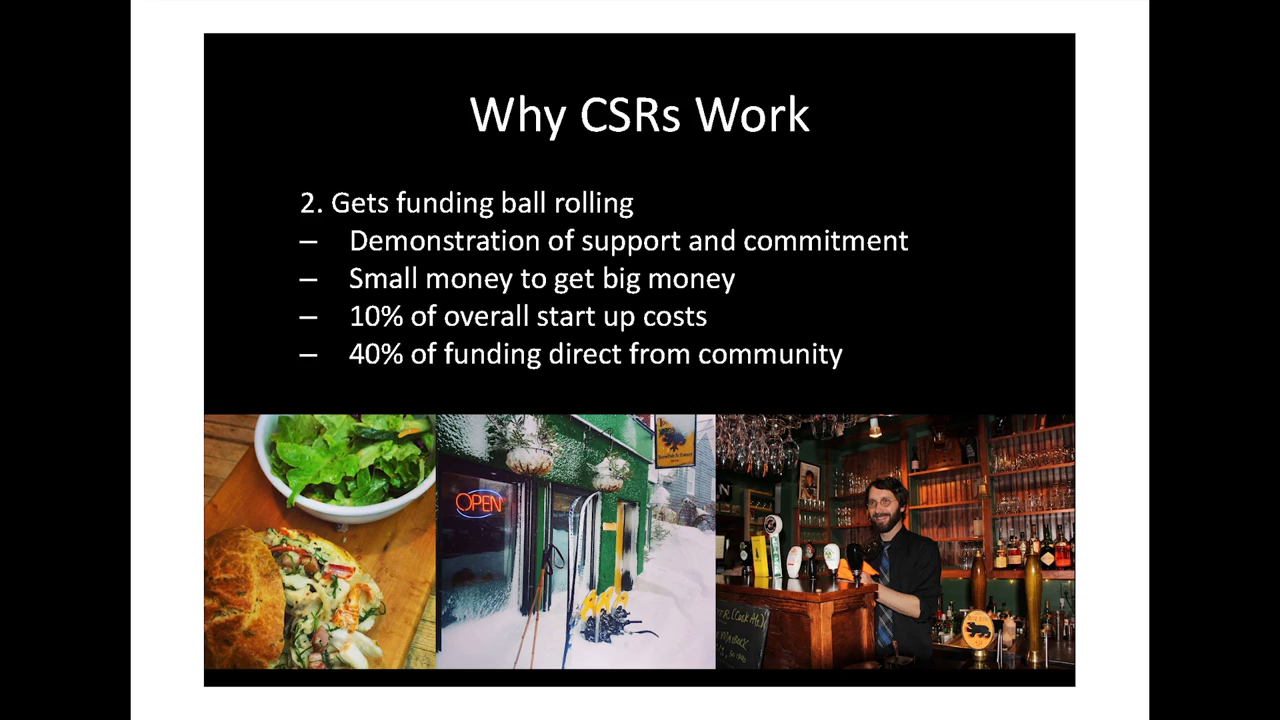 Why CSRs Work
2. Gets funding ball rolling
– Demonstration of support and commitment
– Small money to get big money
– 10% of overall start up costs
– 40% of funding direct from community
OPEN